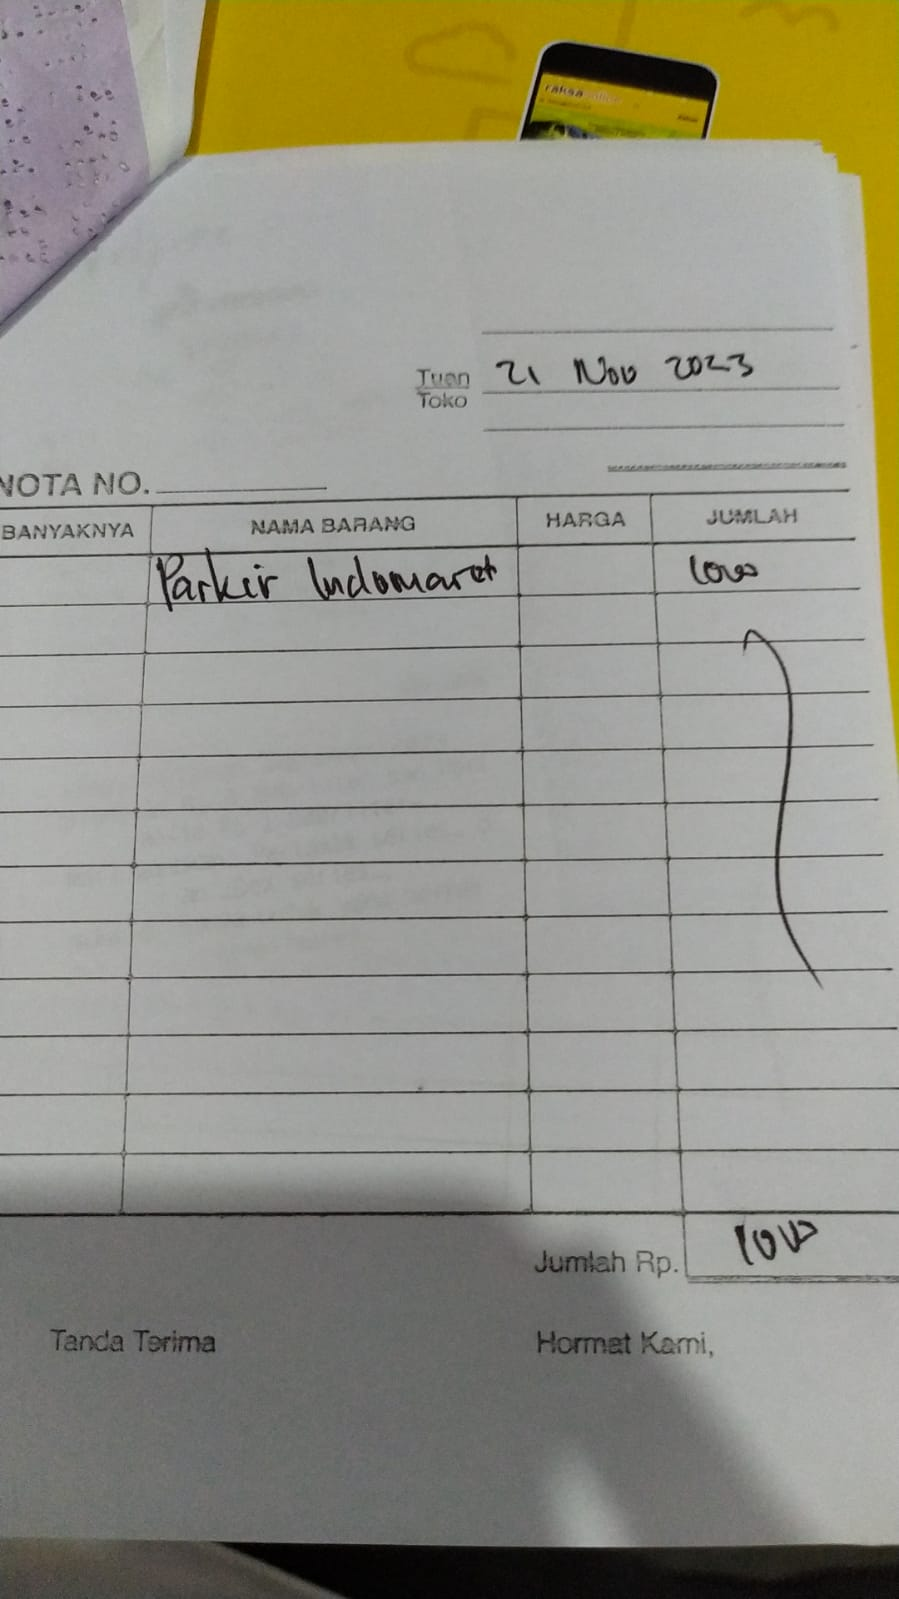 raksa
Tuan 21 Nov 2023
Toko
NOTA NO.
BANYAKNYA NAMA BARANG HARGA JUMLAH
Parkir Indomaret 1000
Jumlah Rp. 1000
Tanda Terima Hormat Kami,